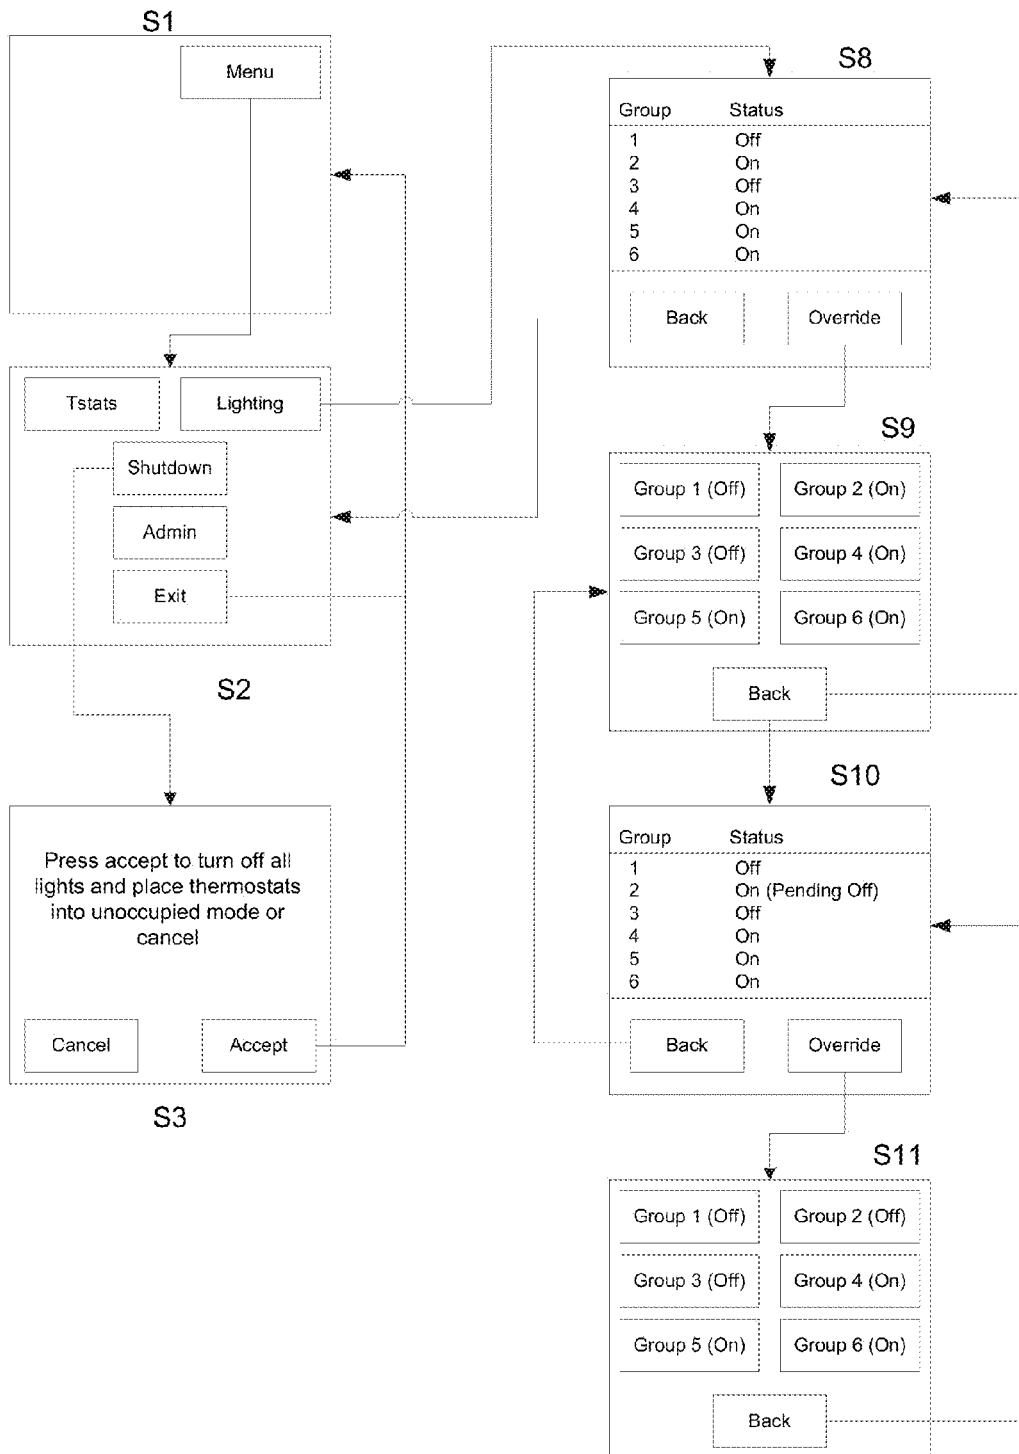 S1
Menu
Tstats
Lighting
Shutdown
Admin
Exit
S2
Press accept to turn off all
lights and place thermostats
into unoccupied mode or
cancel
Cancel
Accept
S3
S8
Group Status
1 Off
2 On
3 Off
4 On
5 On
6 On
Back
Override
S9
Group 1 (Off)
Group 2 (On)
Group 3 (Off)
Group 4 (On)
Group 5 (On)
Group 6 (On)
Back
S10
Group Status
1 Off
2 On (Pending Off)
3 Off
4 On
5 On
6 On
Back
Override
S11
Group 1 (Off)
Group 2 (Off)
Group 3 (Off)
Group 4 (On)
Group 5 (On)
Group 6 (On)
Back